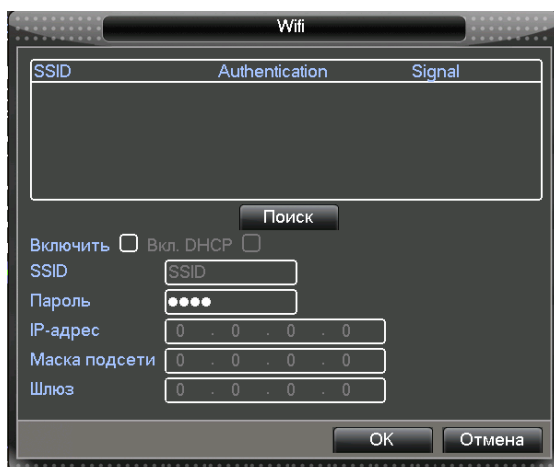 Wifi
SSID Authentication Signal
Поиск
Включить Вкл. DHCP
SSID SSID
Пароль ●●●●
IP-адрес 0 . 0 . 0 . 0
Маска подсети 0 . 0 . 0 . 0
Шлюз 0 . 0 . 0 . 0
OK Отмена